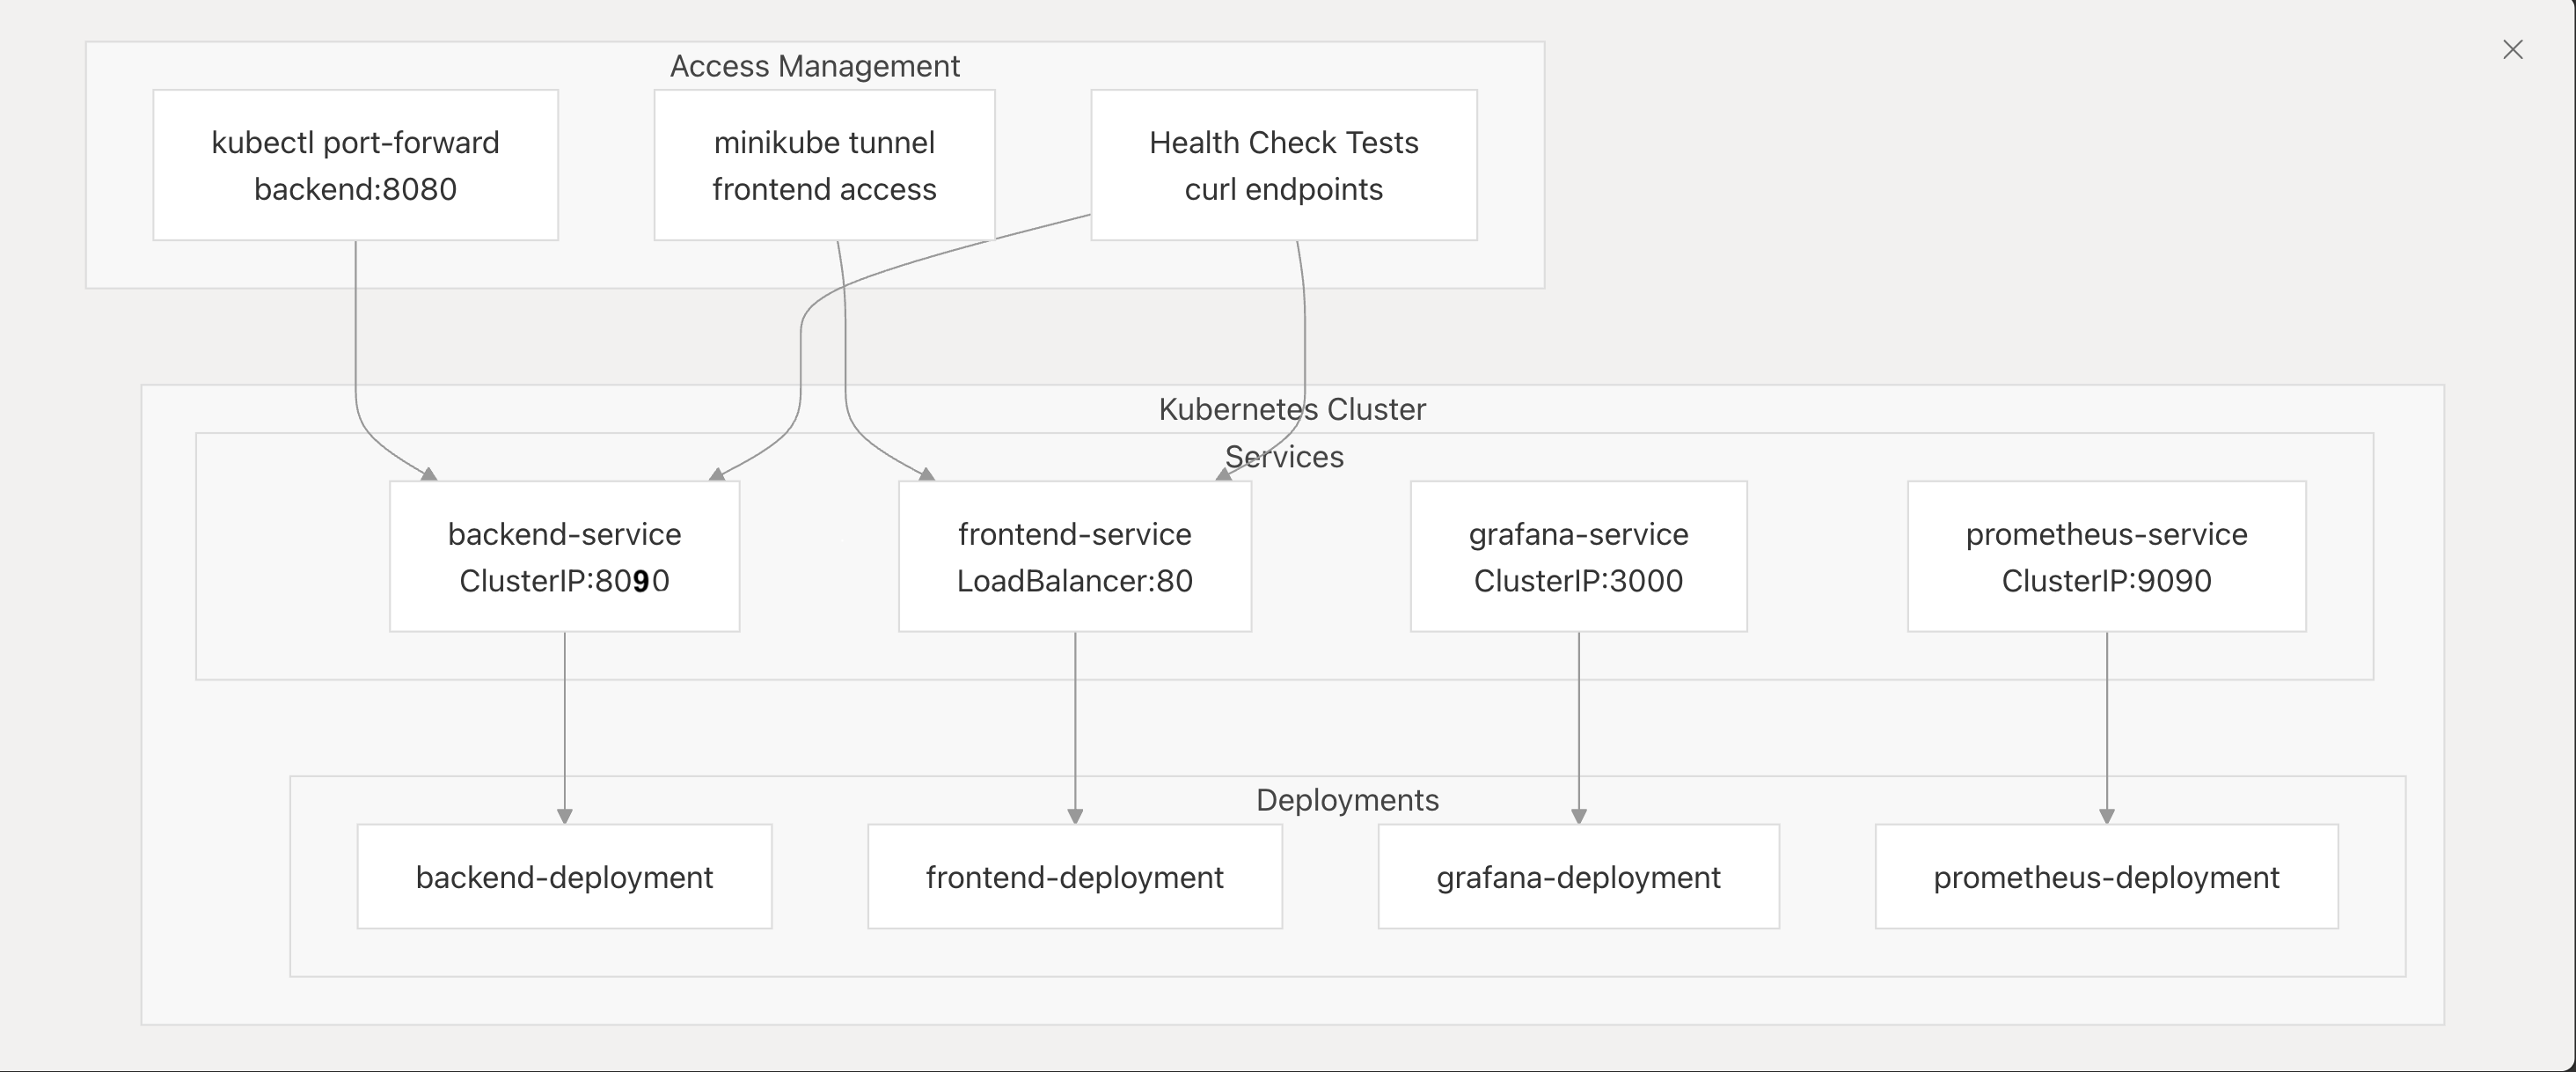 Access Management
kubectl port-forward
backend:8080
minikube tunnel
frontend access
Health Check Tests
curl endpoints
Kubernetes Cluster
Services
backend-service
ClusterIP:8090
frontend-service
LoadBalancer:80
grafana-service
ClusterIP:3000
prometheus-service
ClusterIP:9090
Deployments
backend-deployment
frontend-deployment
grafana-deployment
prometheus-deployment